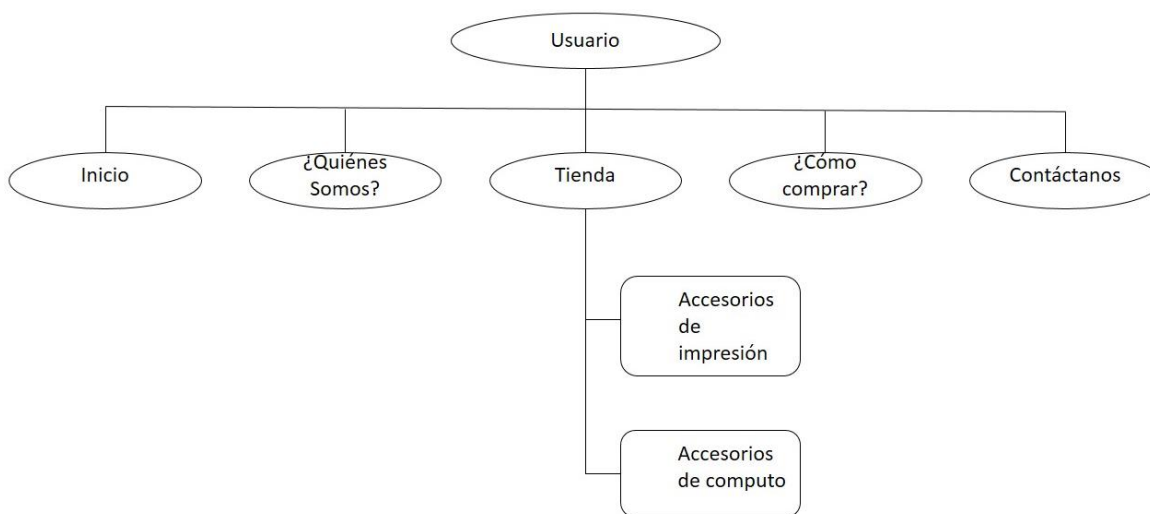 Usuario
Inicio
¿Quiénes
Somos?
Tienda
¿Cómo
comprar?
Contáctanos
Accesorios
de
impresión
Accesorios
de computo